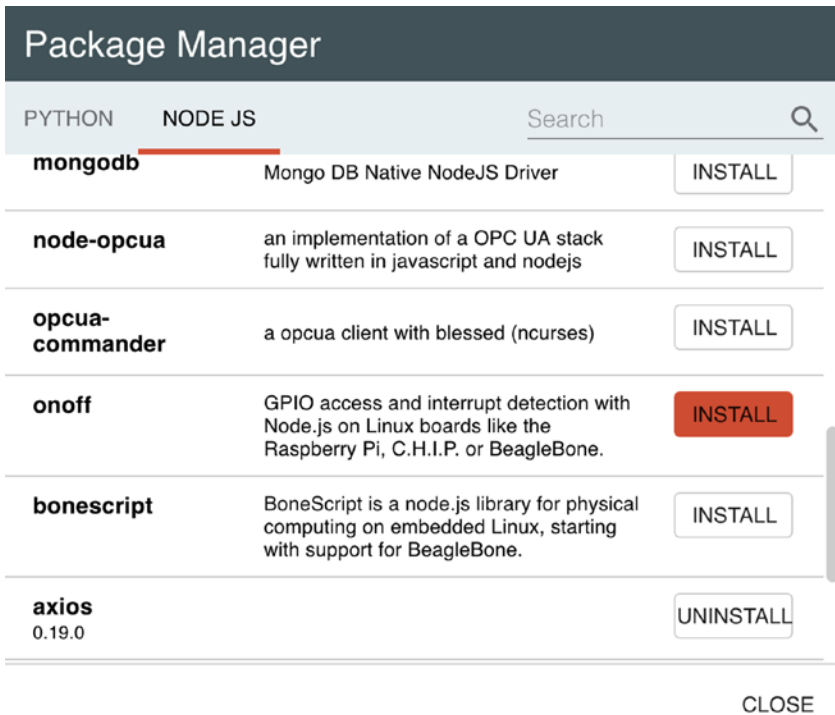 Package Manager
PYTHON NODE JS Search
mongodb Mongo DB Native NodeJS Driver INSTALL
node-opcua an implementation of a OPC UA stack
fully written in javascript and nodejs INSTALL
opcua-
commander a opcua client with blessed (ncurses) INSTALL
onoff GPIO access and interrupt detection with
Node.js on Linux boards like the
Raspberry Pi, C.H.I.P. or BeagleBone. INSTALL
bonescript BoneScript is a node.js library for physical
computing on embedded Linux, starting
with support for BeagleBone. INSTALL
axios
0.19.0 UNINSTALL
CLOSE